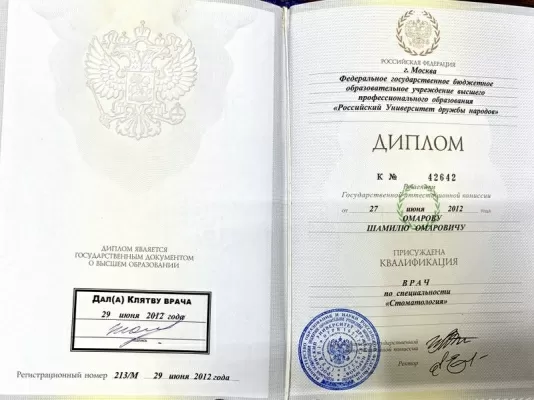 ДИПЛОМ ЯВЛЯЕТСЯ
ГОСУДАРСТВЕННЫМ ДОКУМЕНТОМ
О ВЫСШЕМ ОБРАЗОВАНИИ
ДАЛ(А) КЛЯТВУ ВРАЧА
29 июня 2012 года
Регистрационный номер 213/М 29 июня 2012 года
РОССИЙСКАЯ ФЕДЕРАЦИЯ
г. Москва
Федеральное государственное бюджетное
образовательное учреждение высшего
профессионального образования
«Российский Университет дружбы народов»
ДИПЛОМ
К № 42642
Решением
Государственной аттестационной комиссии
от 27 июня 2012 года
ОМАРОВУ
ШАМИЛЮ ОМАРОВИЧУ
ПРИСУЖДЕНА
КВАЛИФИКАЦИЯ
ВРАЧ
по специальности
«Стоматология»
Ректор